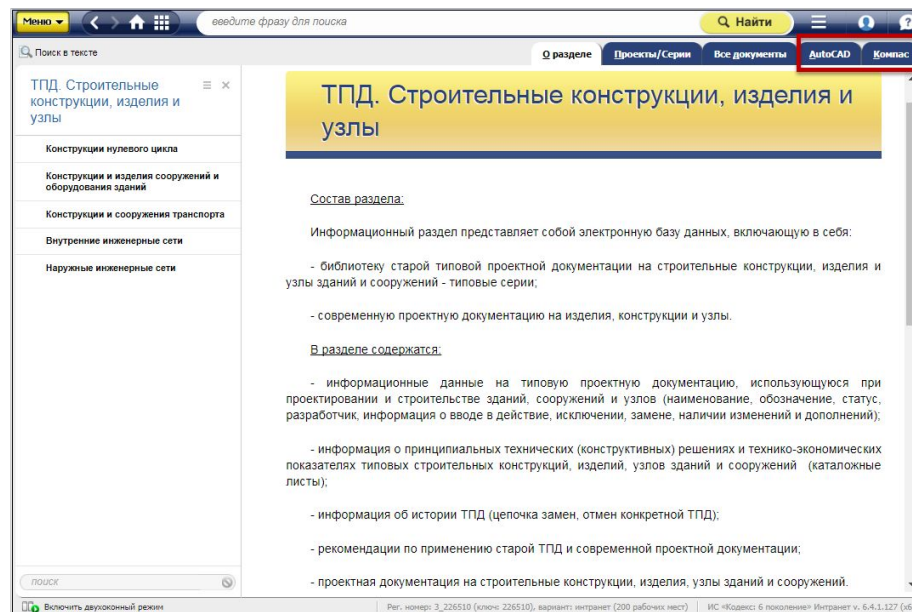 Меню
введите фразу для поиска
Найти
?
Поиск в тексте
О разделе
Проекты/Серии
Все документы
AutoCAD
Компас
ТПД. Строительные
конструкции, изделия и
узлы
Конструкции нулевого цикла
Конструкции и изделия сооружений и
оборудования зданий
Конструкции и сооружения транспорта
Внутренние инженерные сети
Наружные инженерные сети
поиск
ТПД. Строительные конструкции, изделия и
узлы
Состав раздела:
Информационный раздел представляет собой электронную базу данных, включающую в себя:
- библиотеку старой типовой проектной документации на строительные конструкции, изделия и
узлы зданий и сооружений - типовые серии;
- современную проектную документацию на изделия, конструкции и узлы.
В разделе содержатся:
- информационные данные на типовую проектную документацию, использующуюся при
проектировании и строительстве зданий, сооружений и узлов (наименование, обозначение, статус,
разработчик, информация о вводе в действие, исключении, замене, наличии изменений и дополнений);
- информация о принципиальных технических (конструктивных) решениях и технико-экономических
показателях типовых строительных конструкций, изделий, узлов зданий и сооружений (каталожные
листы);
- информация об истории ТПД (цепочка замен, отмен конкретной ТПД);
- рекомендации по применению старой ТПД и современной проектной документации;
- проектная документация на строительные конструкции, изделия, узлы зданий и сооружений.
Включить двухоконный режим
Рег. номер: 3_226510 (ключ: 226510), вариант: интранет (200 рабочих мест)
ИС «Кодекс: 6 поколение» Интранет v. 6.4.1.127